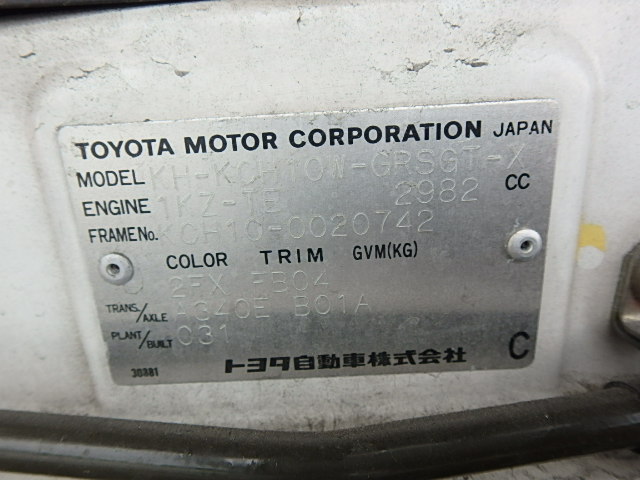 TOYOTA MOTOR CORPORATION JAPAN
MODEL KH-KCH10W-GRSGT-X
ENGINE 1KZ-TE 2982 CC
FRAME No. KCH10-0020742
COLOR TRIM GVM(KG)
2FX FB04
TRANS/AXLE A340E B01A
PLANT/BUILT C31
30881 トヨタ自動車株式会社 C